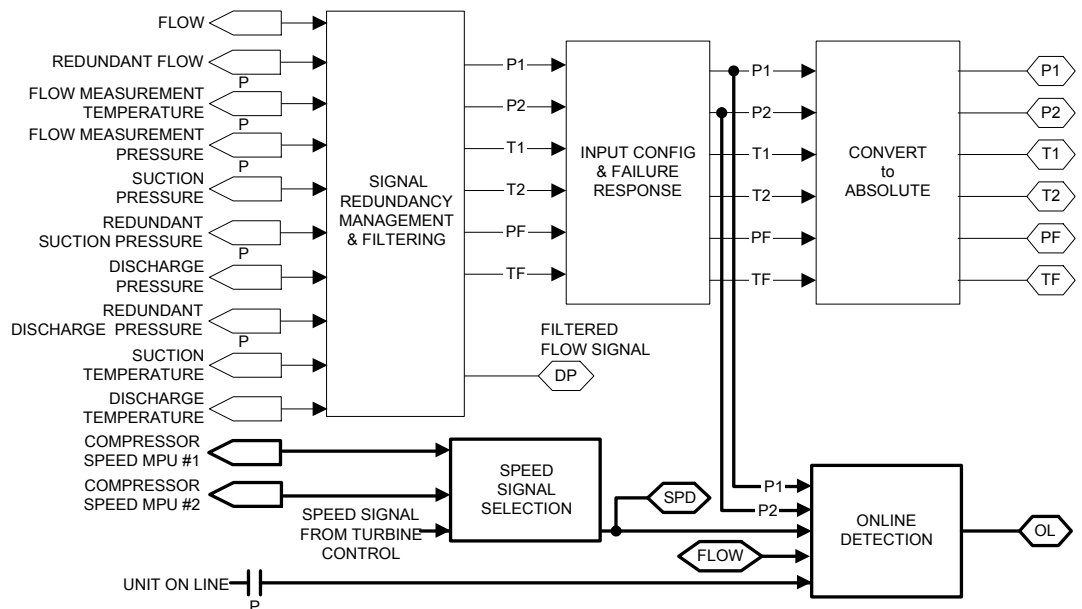 FLOW
REDUNDANT FLOW
P
FLOW MEASUREMENT
TEMPERATURE
P
FLOW MEASUREMENT
PRESSURE
P
SUCTION
PRESSURE
REDUNDANT
SUCTION PRESSURE
P
DISCHARGE
PRESSURE
REDUNDANT
DISCHARGE PRESSURE
P
SUCTION
TEMPERATURE
DISCHARGE
TEMPERATURE
SIGNAL
REDUNDANCY
MANAGEMENT
& FILTERING
P1
P2
T1
T2
PF
TF
FILTERED
FLOW SIGNAL
DP
INPUT CONFIG
& FAILURE
RESPONSE
P1
P2
T1
T2
PF
TF
CONVERT
to
ABSOLUTE
P1
P2
T1
T2
PF
TF
COMPRESSOR
SPEED MPU #1
COMPRESSOR
SPEED MPU #2
SPEED SIGNAL
FROM TURBINE
CONTROL
SPEED
SIGNAL
SELECTION
SPD
P1
P2
FLOW
ONLINE
DETECTION
OL
UNIT ON LINE
P